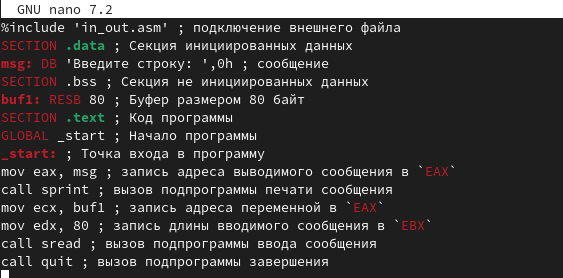 GNU nano 7.2
%include 'in_out.asm' ; подключение внешнего файла
SECTION .data ; Секция инициированных данных
msg: DB 'Введите строку: ',0h ; сообщение
SECTION .bss ; Секция не инициированных данных
buf1: RESB 80 ; Буфер размером 80 байт
SECTION .text ; Код программы
GLOBAL _start ; Начало программы
_start: ; Точка входа в программу
mov eax, msg ; запись адреса выводимого сообщения в `EAX`
call sprint ; вызов подпрограммы печати сообщения
mov ecx, buf1 ; запись адреса переменной в `EAX`
mov edx, 80 ; запись длины вводимого сообщения в `EBX`
call sread ; вызов подпрограммы ввода сообщения
call quit ; вызов подпрограммы завершения